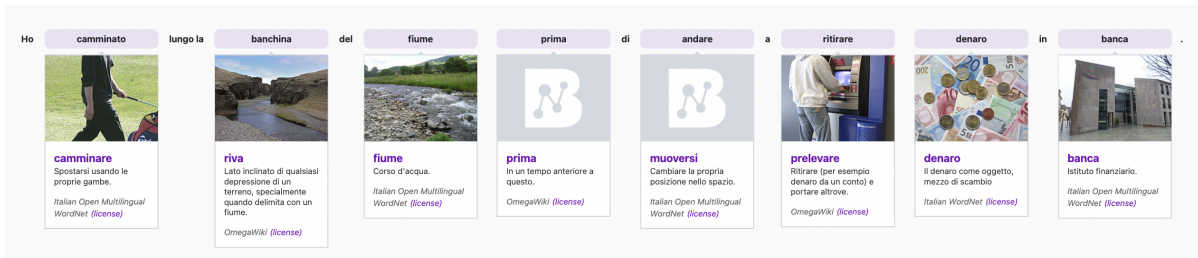 Ho camminato lungo la banchina del fiume prima di andare a ritirare denaro in banca .
camminare
Spostarsi usando le
proprie gambe.
Italian Open Multilingual
WordNet (license)
riva
Lato inclinato di qualsiasi
depressione di un
terreno, specialmente
quando delimita con un
fiume.
OmegaWiki (license)
fiume
Corso d'acqua.
Italian Open Multilingual
WordNet (license)
prima
In un tempo anteriore a
questo.
OmegaWiki (license)
muoversi
Cambiare la propria
posizione nello spazio.
Italian Open Multilingual
WordNet (license)
prelevare
Ritirare (per esempio
denaro da un conto) e
portare altrove.
OmegaWiki (license)
denaro
Il denaro come oggetto,
mezzo di scambio
Italian WordNet (license)
banca
Istituto finanziario.
Italian Open Multilingual
WordNet (license)